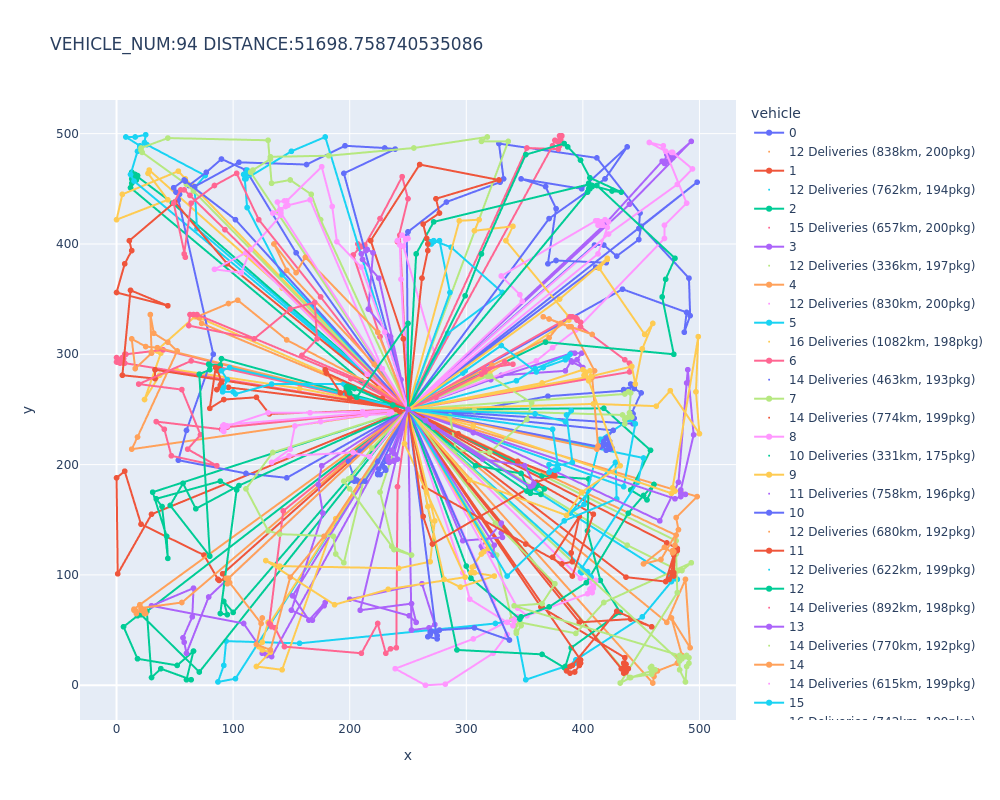 VEHICLE_NUM:94 DISTANCE:51698.758740535086
vehicle
0
12 Deliveries (838km, 200pkg)
1
12 Deliveries (762km, 194pkg)
2
15 Deliveries (657km, 200pkg)
3
12 Deliveries (336km, 197pkg)
4
12 Deliveries (830km, 200pkg)
5
16 Deliveries (1082km, 198pkg)
6
14 Deliveries (463km, 193pkg)
7
14 Deliveries (774km, 199pkg)
8
10 Deliveries (331km, 175pkg)
9
11 Deliveries (758km, 196pkg)
10
12 Deliveries (680km, 192pkg)
11
12 Deliveries (622km, 199pkg)
12
14 Deliveries (892km, 198pkg)
13
14 Deliveries (770km, 192pkg)
14
14 Deliveries (615km, 199pkg)
15
500
400
300
200
100
0
y
0
100
200
300
400
500
x